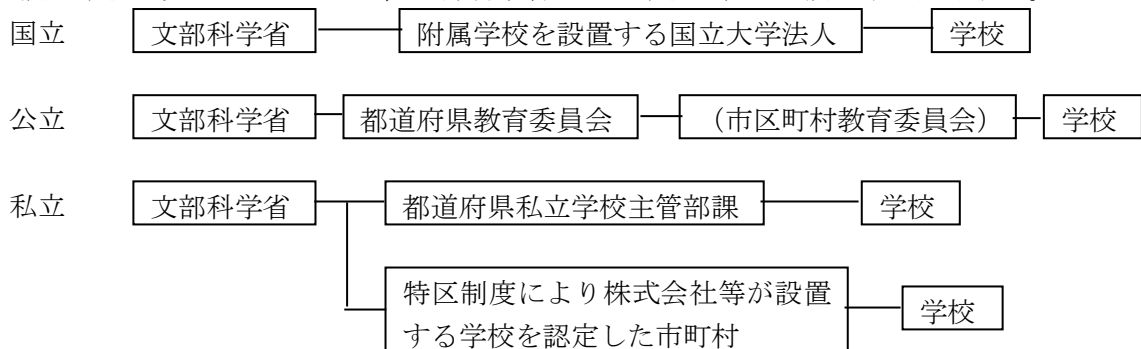 国立 文部科学省 附属学校を設置する国立大学法人 学校
公立 文部科学省 都道府県教育委員会 (市区町村教育委員会) 学校
私立 文部科学省 都道府県私立学校主管部課 学校
特区制度により株式会社等が設置
する学校を認定した市町村
学校